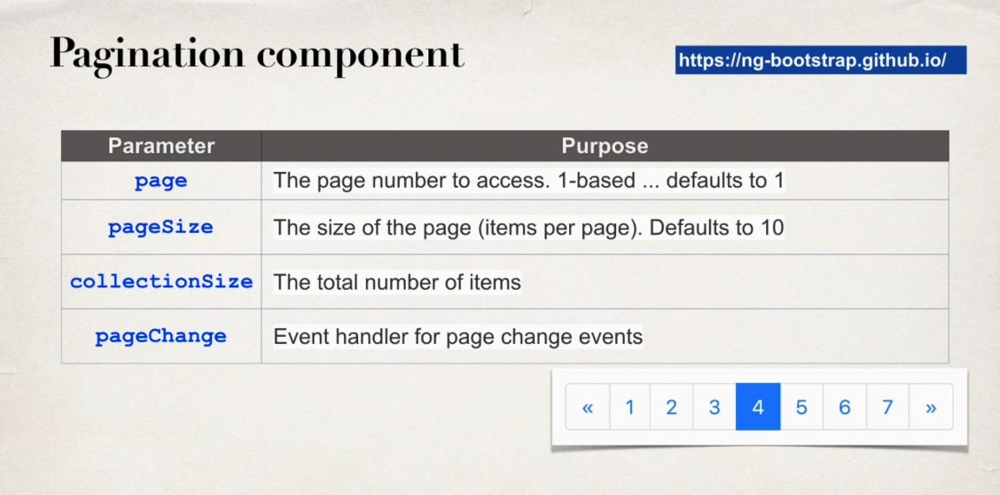 Pagination component
https://ng-bootstrap.github.io/
Parameter Purpose
page The page number to access. 1-based ... defaults to 1
pageSize The size of the page (items per page). Defaults to 10
collectionSize The total number of items
pageChange Event handler for page change events
« 1 2 3 4 5 6 7 »